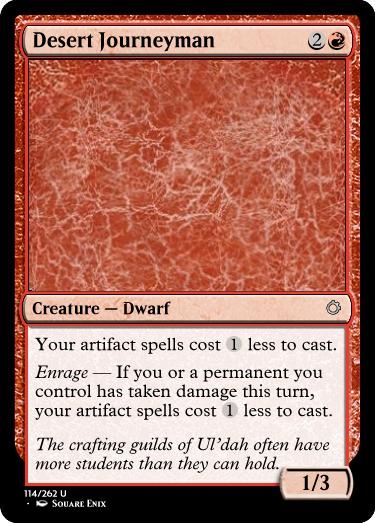 Desert Journeyman 2
Creature — Dwarf
Your artifact spells cost 1 less to cast.
Enrage — If you or a permanent you
control has taken damage this turn,
your artifact spells cost 1 less to cast.
The crafting guilds of Ul'dah often have
more students than they can hold.
1/3
114/262 U
· SQUARE ENIX